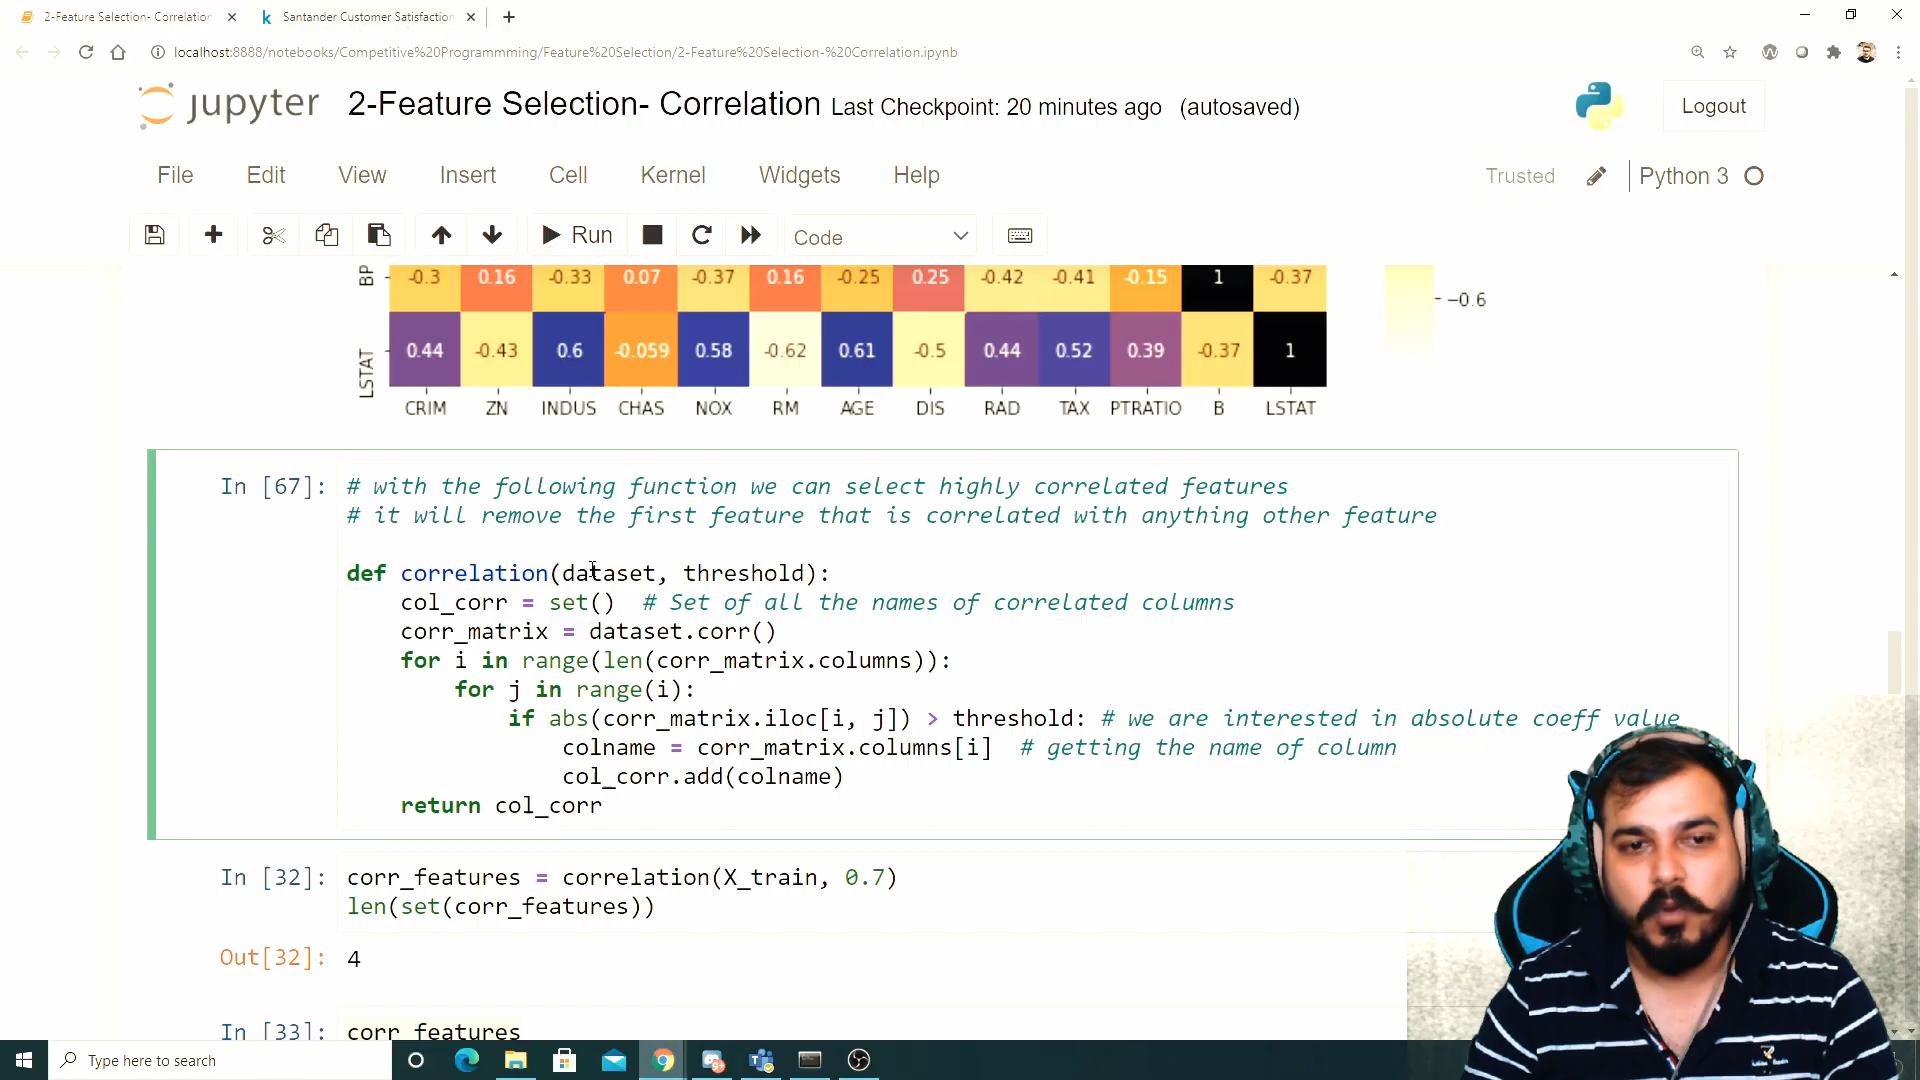 2-Feature Selection- Correlation
Santander Customer Satisfaction
localhost:8888/notebooks/Competitive%20Programmming/Feature%20Selection/2-Feature%20Selection-%20Correlation.ipynb
jupyter 2-Feature Selection- Correlation Last Checkpoint: 20 minutes ago (autosaved)
Logout
File Edit View Insert Cell Kernel Widgets Help
Trusted Python 3
Run Code
BP -0.3 0.16 -0.33 0.07 -0.37 0.16 -0.25 0.25 -0.42 -0.41 -0.15 1 -0.37
−0.6
LSTAT 0.44 -0.43 0.6 -0.059 0.58 -0.62 0.61 -0.5 0.44 0.52 0.39 -0.37 1
CRIM ZN INDUS CHAS NOX RM AGE DIS RAD TAX PTRATIO B LSTAT
In [67]: # with the following function we can select highly correlated features
# it will remove the first feature that is correlated with anything other feature
def correlation(dataset, threshold):
col_corr = set() # Set of all the names of correlated columns
corr_matrix = dataset.corr()
for i in range(len(corr_matrix.columns)):
for j in range(i):
if abs(corr_matrix.iloc[i, j]) > threshold: # we are interested in absolute coeff value
colname = corr_matrix.columns[i] # getting the name of column
col_corr.add(colname)
return col_corr
In [32]: corr_features = correlation(X_train, 0.7)
len(set(corr_features))
Out[32]: 4
In [33]: corr_features
Type here to search